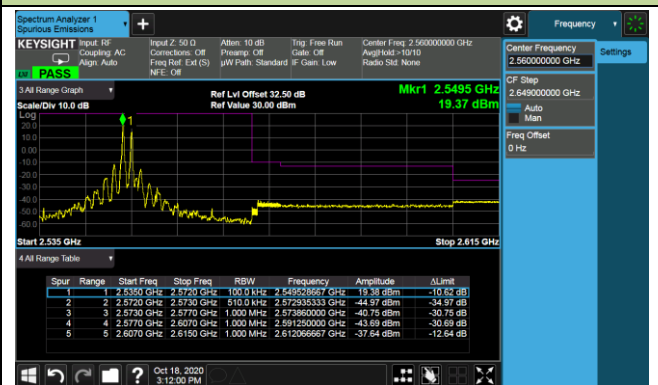 Spectrum Analyzer 1
Spurious Emissions
Frequency
KEYSIGHT Input: RF Input Z: 50 Ω Atten: 10 dB Trig: Free Run Center Freq: 2.560000000 GHz
Coupling: AC Corrections: Off Preamp: Off Gate: Off Avg|Hold:>10/10
Align: Auto Freq Ref: Ext (S) µW Path: Standard IF Gain: Low Radio Std: None
NFE: Off
PASS
Center Frequency
2.560000000 GHz
Settings
CF Step
2.649000000 GHz
Auto
Man
Freq Offset
0 Hz
3 All Range Graph
Ref Lvl Offset 32.50 dB
Mkr1 2.5495 GHz
Scale/Div 10.0 dB
Ref Value 30.00 dBm
19.37 dBm
Log
20.0
10.0
0.00
-10.0
-20.0
-30.0
-40.0
-50.0
-60.0
1
Start 2.535 GHz
Stop 2.615 GHz
4 All Range Table
Spur Range Start Freq Stop Freq RBW Frequency Amplitude ΔLimit
1 1 2.5350 GHz 2.5720 GHz 100.0 kHz 2.549528667 GHz 19.38 dBm -10.62 dB
2 2 2.5720 GHz 2.5730 GHz 510.0 kHz 2.572935333 GHz -44.97 dBm -34.97 dB
3 3 2.5730 GHz 2.5770 GHz 1.000 MHz 2.573860000 GHz -40.75 dBm -30.75 dB
4 4 2.5770 GHz 2.6070 GHz 1.000 MHz 2.591250000 GHz -43.69 dBm -30.69 dB
5 5 2.6070 GHz 2.6150 GHz 1.000 MHz 2.612066667 GHz -37.64 dBm -12.64 dB
?
Oct 18, 2020
3:12:00 PM